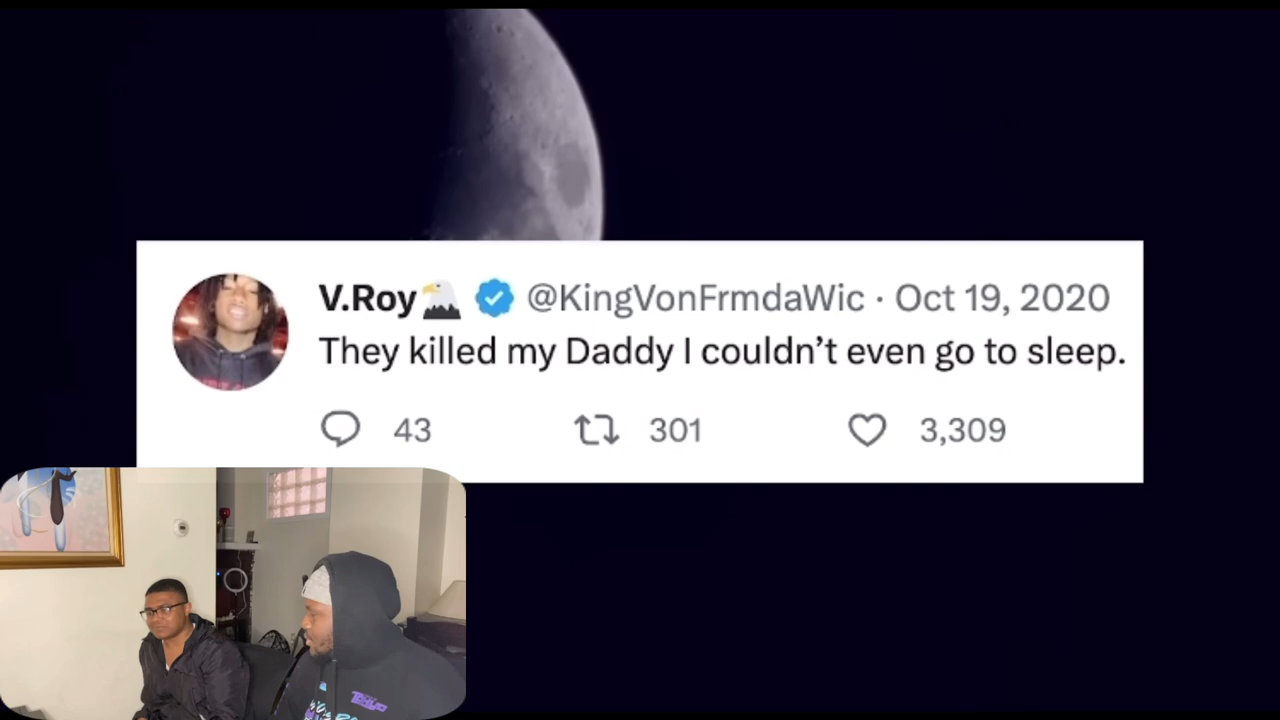 V.Roy🦅 @KingVonFrmdaWic · Oct 19, 2020
They killed my Daddy I couldn’t even go to sleep.
43 301 3,309